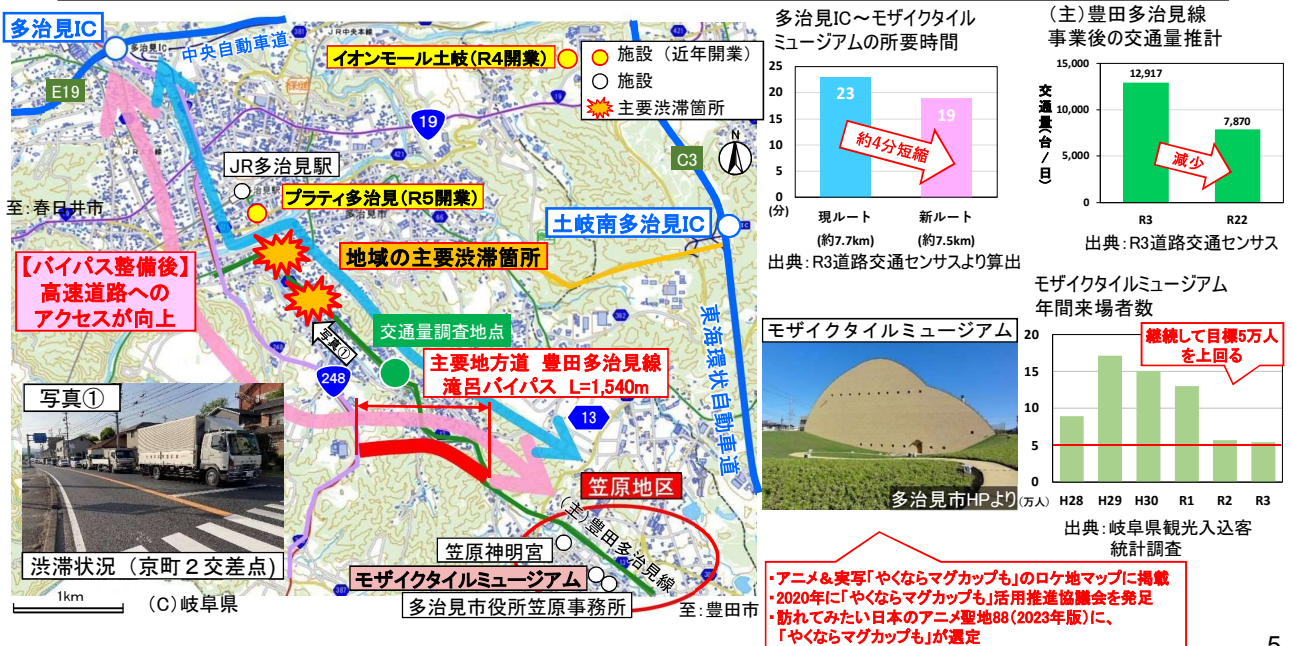 多治見IC
E19
中央自動車道
多治見IC
381
JR中央本線
イオンモール土岐(R4開業)
施設（近年開業）
施設
主要渋滞箇所
19
19
421
421
N
C3
JR多治見駅
至:春日井市
プラティ多治見(R5開業)
多治見市
66
土岐南多治見IC
【バイパス整備後】
高速道路への
アクセスが向上
地域の主要渋滞箇所
382
写真①
交通量調査地点
主要地方道 豊田多治見線
滝呂バイパス L=1,540m
248
13
東海環状自動車道
写真①
渋滞状況（京町２交差点)
笠原地区
(主)豊田多治見線
笠原神明宮
モザイクタイルミュージアム
多治見市役所笠原事務所
至:豊田市
387
1km
(C)岐阜県
多治見IC～モザイクタイル
ミュージアムの所要時間
25
20
15
10
5
0
(分)
23
19
約4分短縮
現ルート
新ルート
(約7.7km)
(約7.5km)
出典:R3道路交通センサスより算出
(主)豊田多治見線
事業後の交通量推計
交通量(台/日)
15,000
10,000
5,000
0
12,917
7,870
減少
R3
R22
出典:R3道路交通センサス
モザイクタイルミュージアム
多治見市HPより
モザイクタイルミュージアム
年間来場者数
20
15
10
5
0
(万人)
継続して目標5万人
を上回る
H28
H29
H30
R1
R2
R3
出典:岐阜県観光入込客
統計調査
・アニメ&実写「やくならマグカップも」のロケ地マップに掲載
・2020年に「やくならマグカップも」活用推進協議会を発足
・訪れてみたい日本のアニメ聖地88(2023年版)に、
「やくならマグカップも」が選定
5